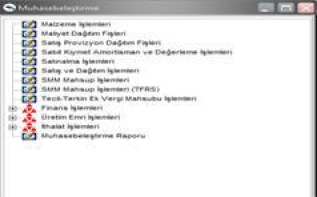 Muhasebeleştirme
Malzeme İşlemleri
Maliyet Dağıtım Fişleri
Satış Provizyon Dağıtım Fişleri
Sabit Kıymet Amortisman ve Değerleme İşlemleri
Satınalma İşlemleri
Satış ve Dağıtım İşlemleri
SMM Mahsup İşlemleri
SMM Mahsup İşlemleri (TFRS)
Tecil-Terkin Ek Vergi Mahsubu İşlemleri
Finans İşlemleri
Üretim Emri İşlemleri
İthalat İşlemleri
Muhasebeleştirme Raporu